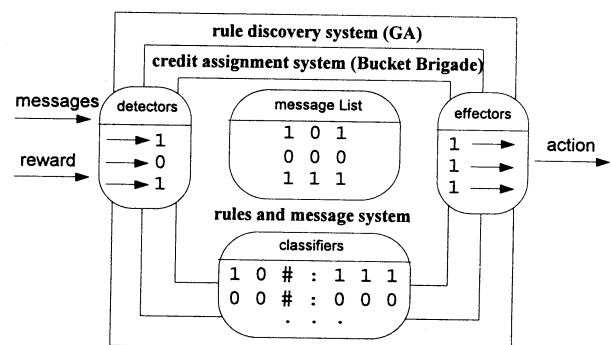 rule discovery system (GA)
credit assignment system (Bucket Brigade)
messages
reward
detectors
1
0
1
message List
1 0 1
0 0 0
1 1 1
effectors
1
1
1
action
rules and message system
classifiers
1 0 # : 1 1 1
0 0 # : 0 0 0
. . .